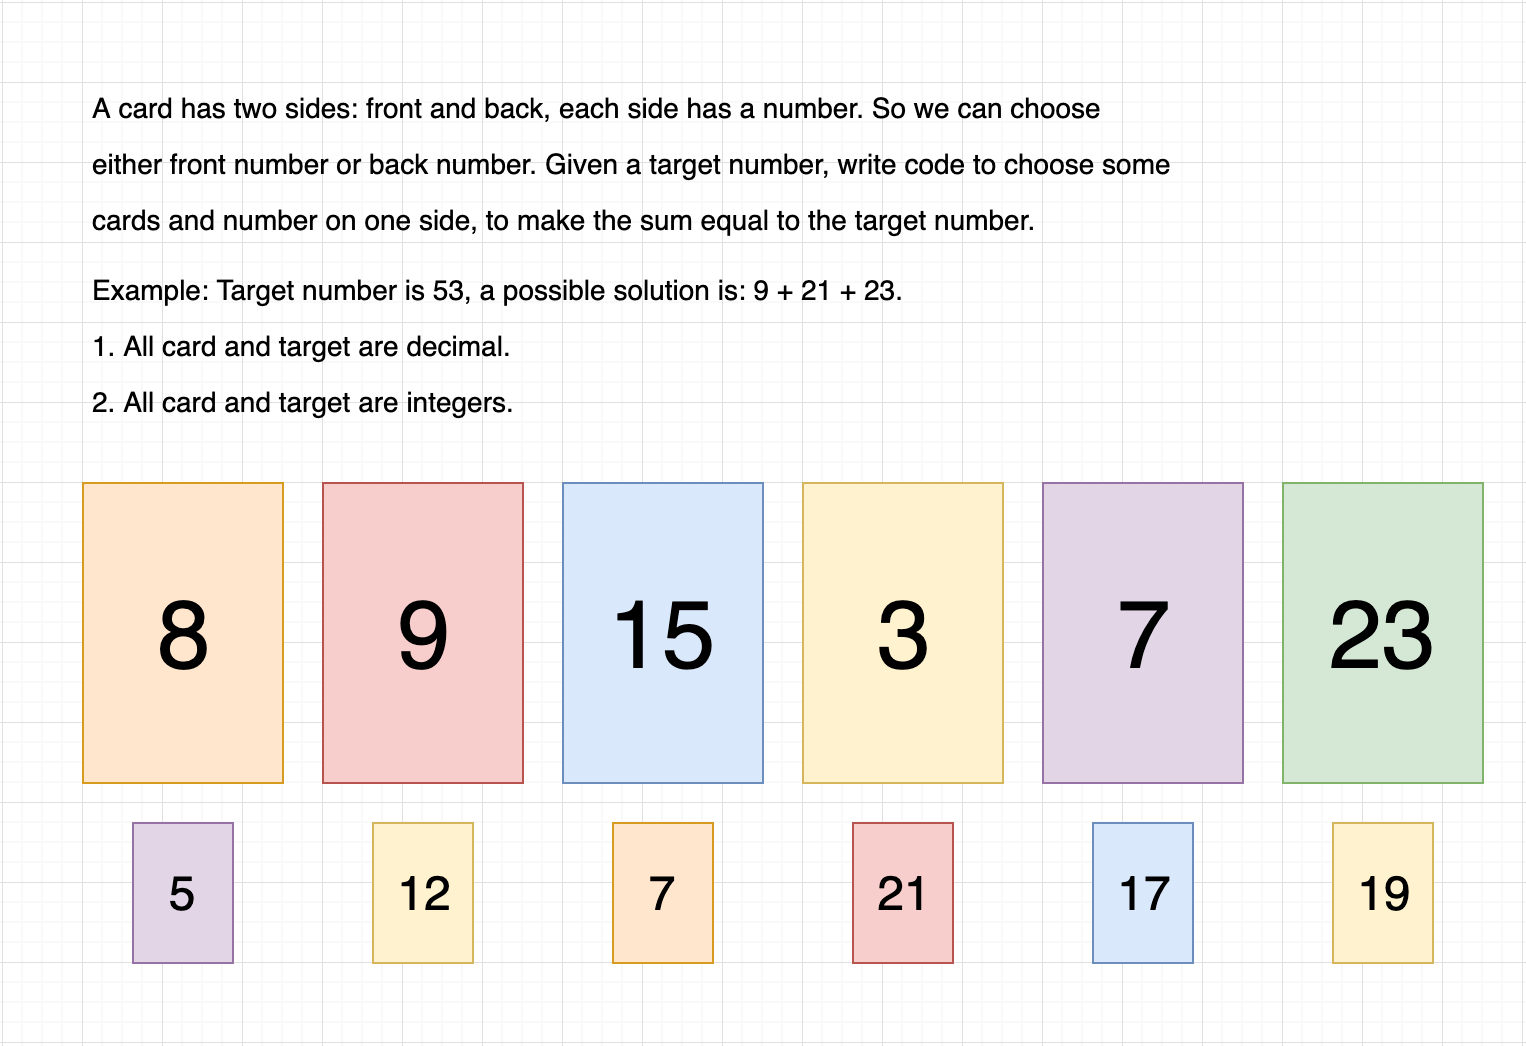 A card has two sides: front and back, each side has a number. So we can choose
either front number or back number. Given a target number, write code to choose some
cards and number on one side, to make the sum equal to the target number.
Example: Target number is 53, a possible solution is: 9 + 21 + 23.
1. All card and target are decimal.
2. All card and target are integers.
8 9 15 3 7 23
5 12 7 21 17 19